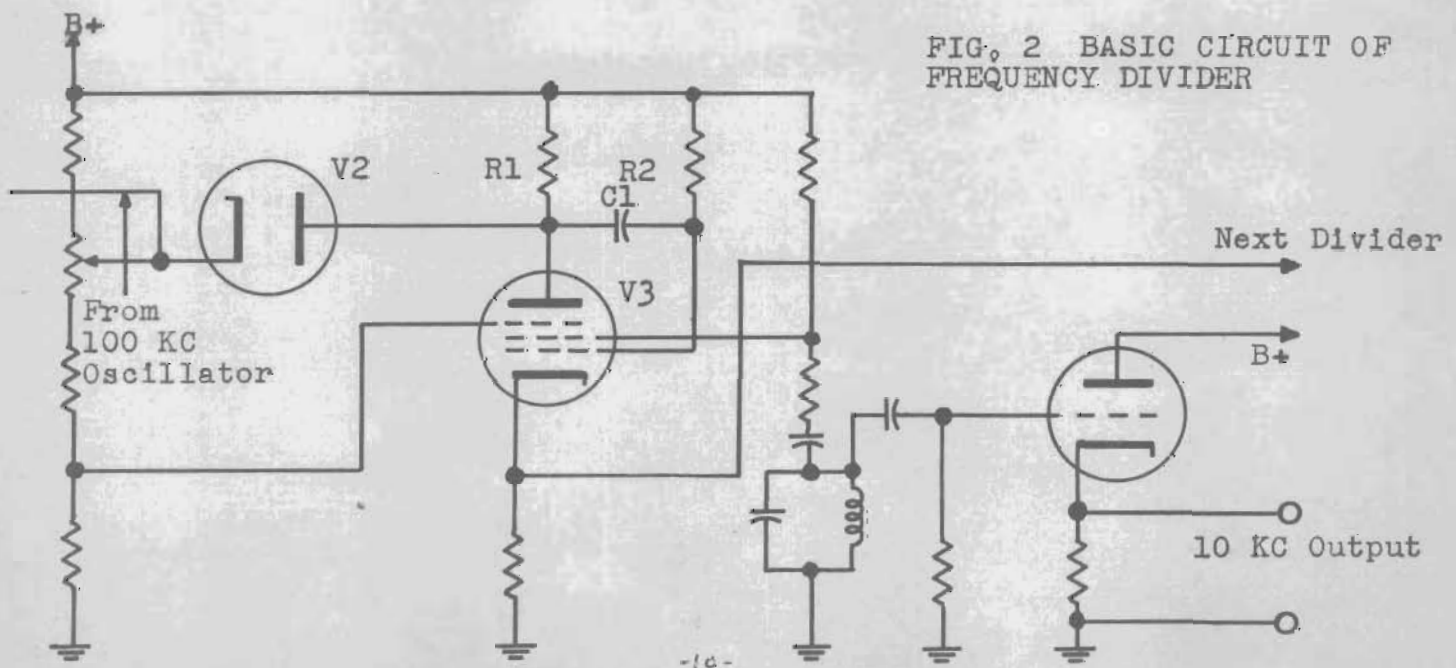 B+
FIG. 2 BASIC CIRCUIT OF
FREQUENCY DIVIDER
V2
R1
R2
C1
Next Divider
V3
From
100 KC
Oscillator
B+
10 KC Output